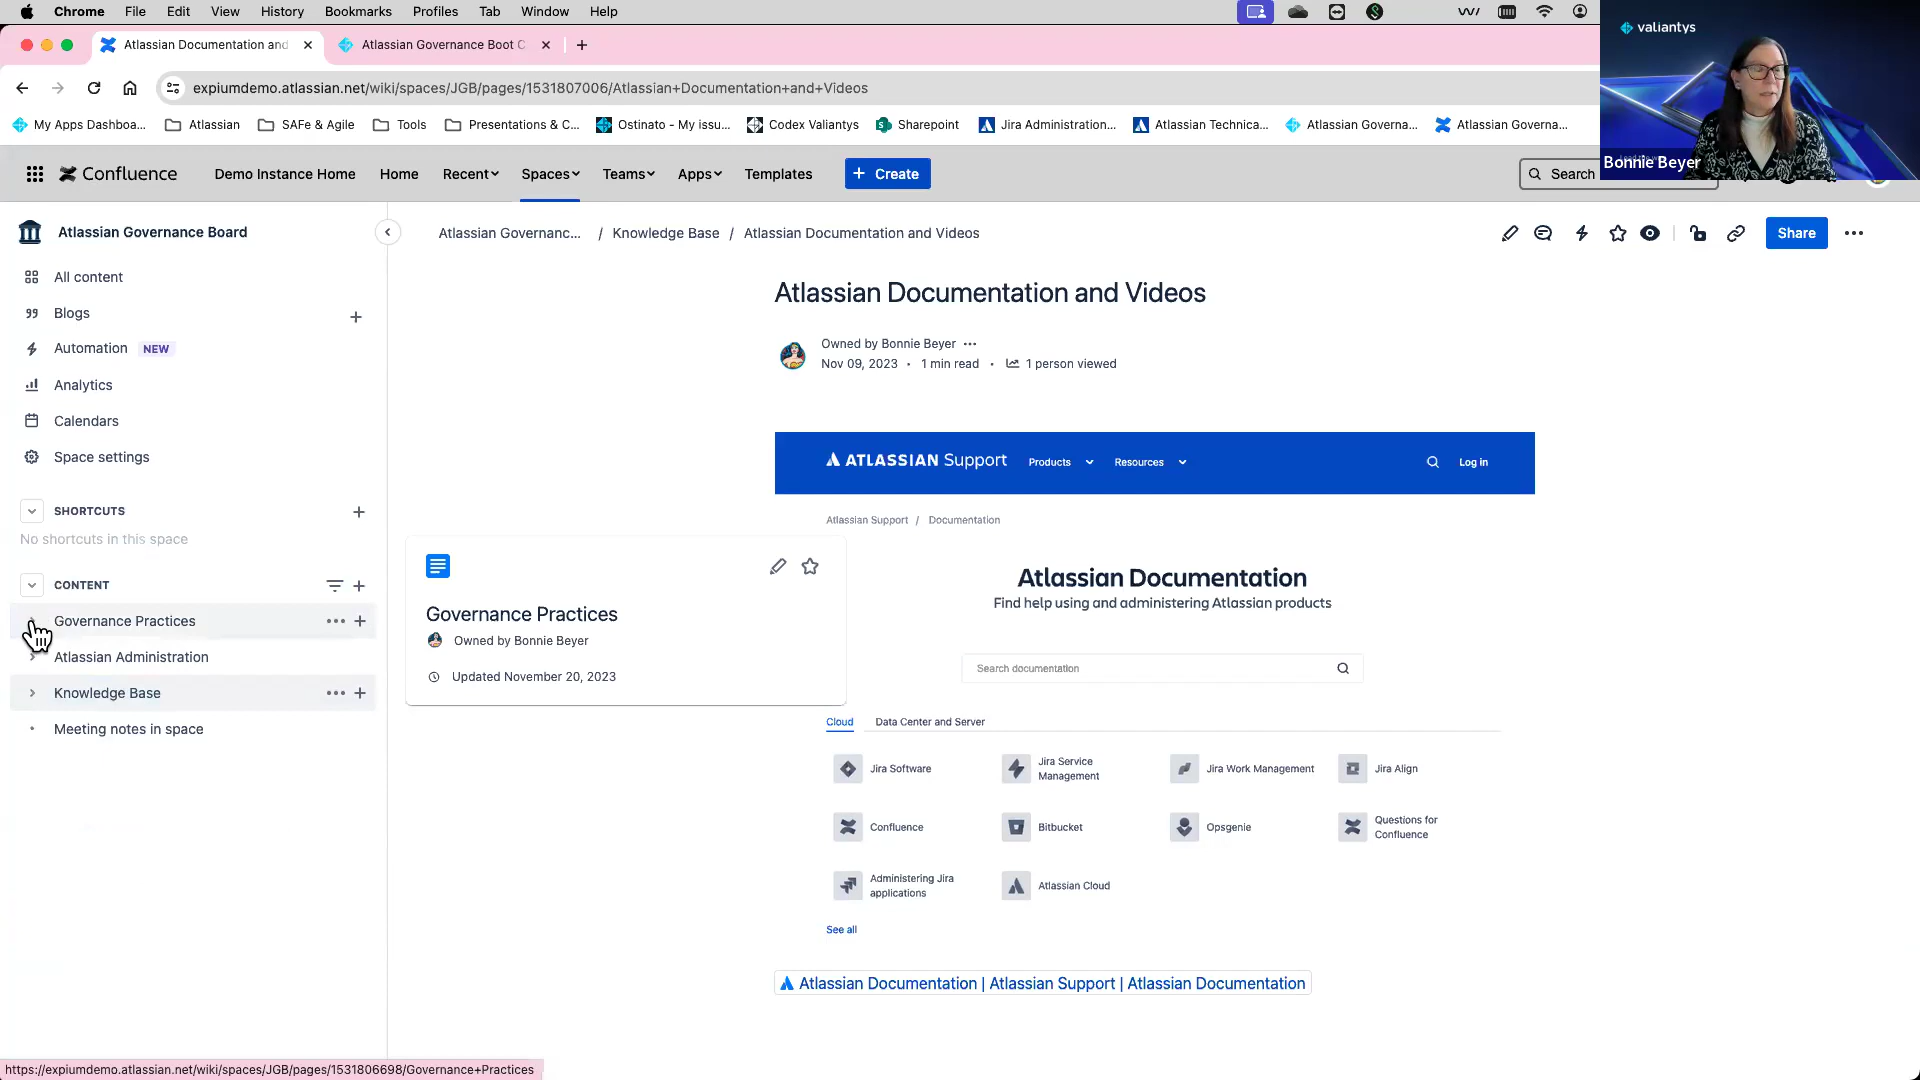 Chrome File Edit View History Bookmarks Profiles Tab Window Help
Atlassian Documentation and
Atlassian Governance Boot C
expiumdemo.atlassian.net/wiki/spaces/JGB/pages/1531807006/Atlassian+Documentation+and+Videos
My Apps Dashboa... Atlassian SAFe & Agile Tools Presentations & C... Ostinato - My issu... Codex Valiantys Sharepoint Jira Administration... Atlassian Technica... Atlassian Governa... Atlassian Governa...
valiantys
Bonnie Beyer
Confluence Demo Instance Home Home Recent Spaces Teams Apps Templates + Create Search
Atlassian Governance Board
All content
Blogs
Automation NEW
Analytics
Calendars
Space settings
SHORTCUTS
No shortcuts in this space
CONTENT
Governance Practices
Atlassian Administration
Knowledge Base
Meeting notes in space
Atlassian Governanc... / Knowledge Base / Atlassian Documentation and Videos
Share
Atlassian Documentation and Videos
Owned by Bonnie Beyer
Nov 09, 2023 • 1 min read • 1 person viewed
ATLASSIAN Support Products Resources Log in
Atlassian Support / Documentation
Governance Practices
Owned by Bonnie Beyer
Updated November 20, 2023
Atlassian Documentation
Find help using and administering Atlassian products
Search documentation
Cloud Data Center and Server
Jira Software
Jira Service
Management
Jira Work Management
Jira Align
Confluence
Bitbucket
Opsgenie
Questions for
Confluence
Administering Jira
applications
Atlassian Cloud
See all
Atlassian Documentation | Atlassian Support | Atlassian Documentation
https://expiumdemo.atlassian.net/wiki/spaces/JGB/pages/1531806698/Governance+Practices